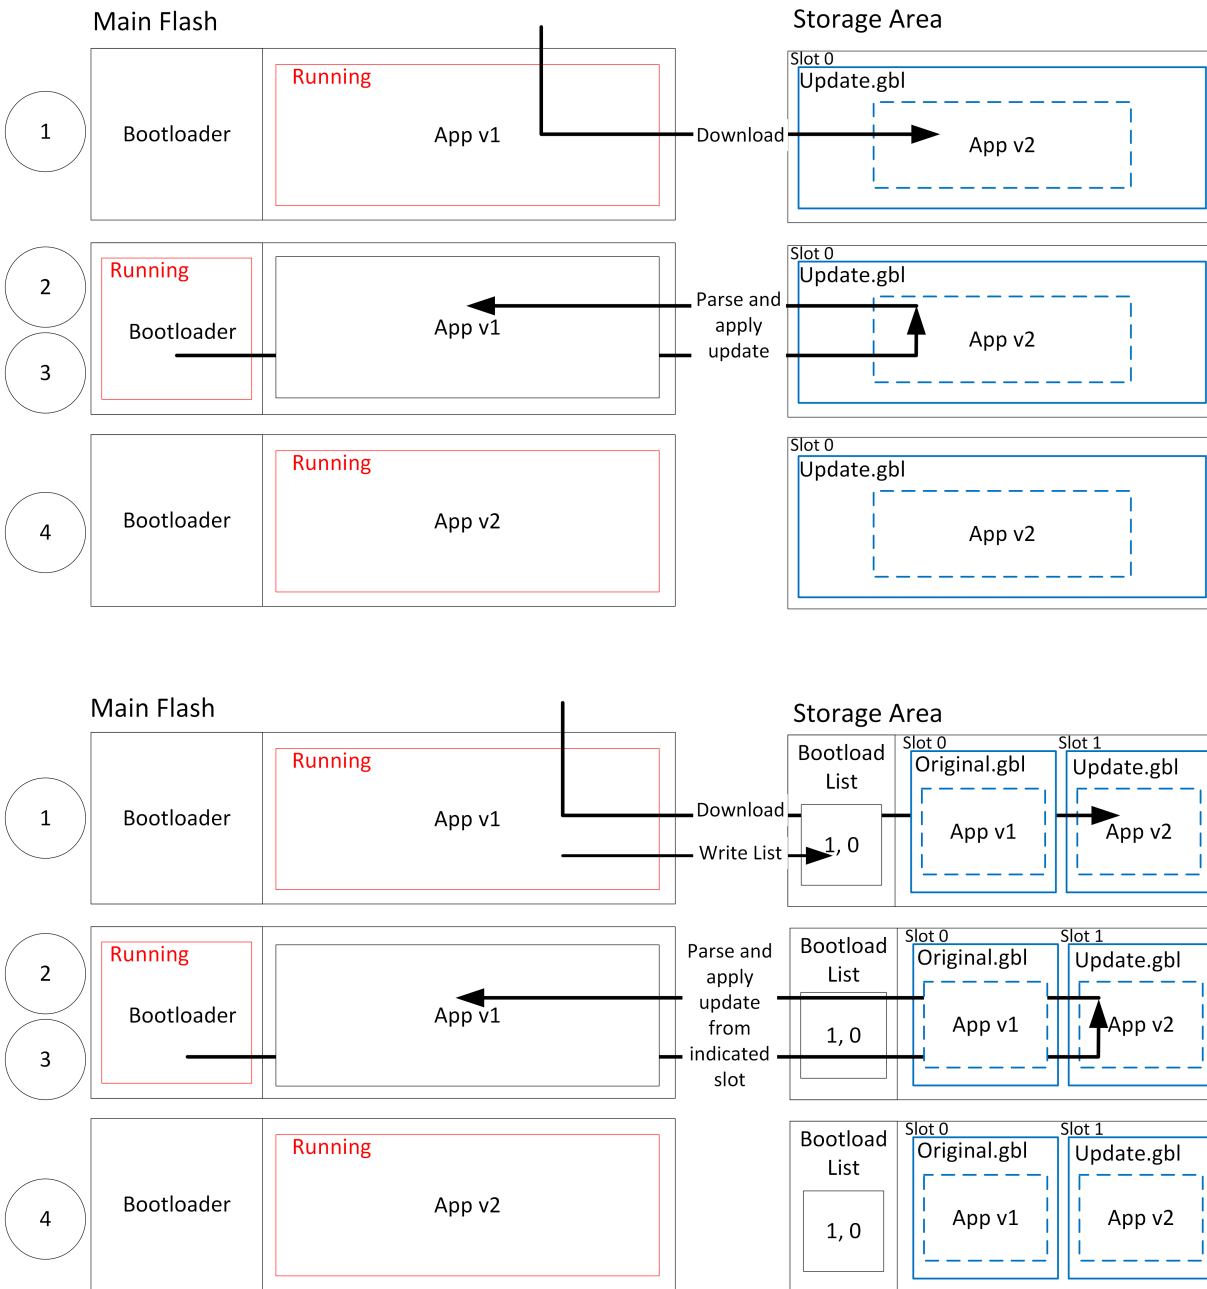 Main Flash
Storage Area
Slot 0
Update.gbl
Running
1
Bootloader
App v1
Download
App v2
Slot 0
Update.gbl
Running
2
Bootloader
App v1
Parse and
apply
update
App v2
3
Slot 0
Update.gbl
Running
4
Bootloader
App v2
App v2
Main Flash
Storage Area
Bootload
List
Slot 0
Slot 1
Original.gbl
Update.gbl
Running
1
Bootloader
App v1
Download
Write List
1, 0
App v1
App v2
Running
2
Bootloader
App v1
3
Parse and
apply
update
from
indicated
slot
Bootload
List
1, 0
Slot 0
Original.gbl
App v1
Slot 1
Update.gbl
App v2
Running
4
Bootloader
App v2
Bootload
List
1, 0
Slot 0
Original.gbl
App v1
Slot 1
Update.gbl
App v2